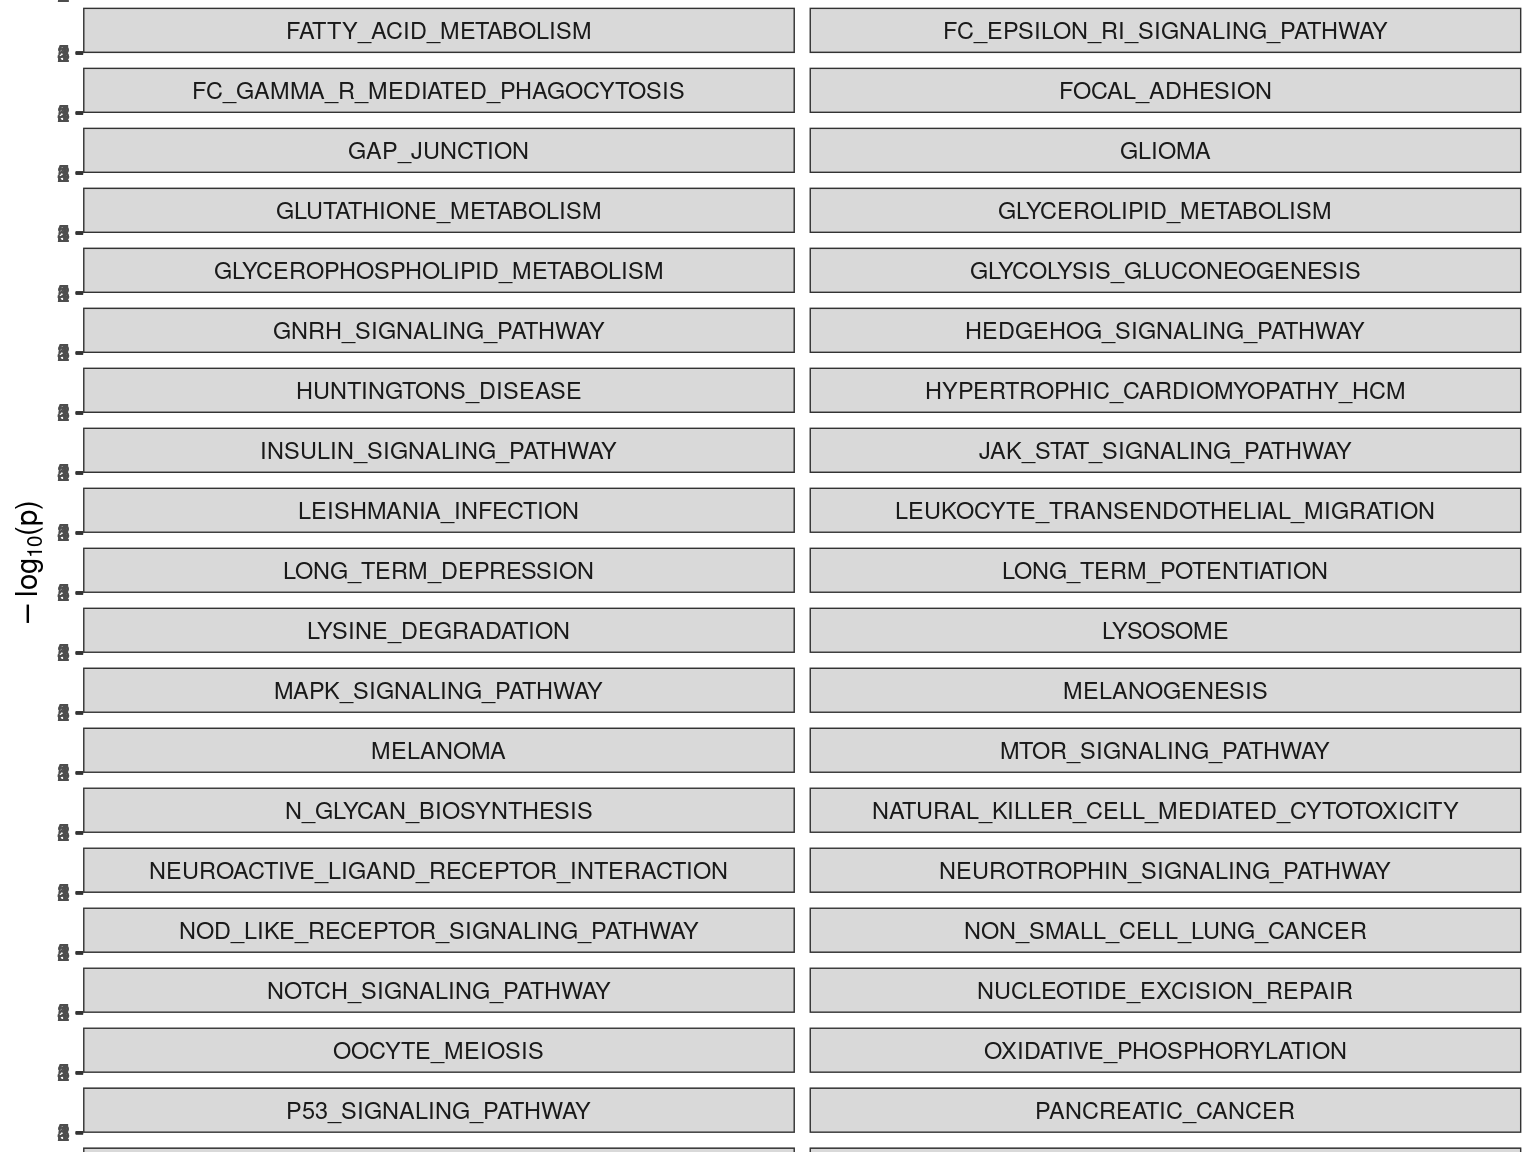 FATTY_ACID_METABOLISM FC_EPSILON_RI_SIGNALING_PATHWAY
FC_GAMMA_R_MEDIATED_PHAGOCYTOSIS FOCAL_ADHESION
GAP_JUNCTION GLIOMA
GLUTATHIONE_METABOLISM GLYCEROLIPID_METABOLISM
GLYCEROPHOSPHOLIPID_METABOLISM GLYCOLYSIS_GLUCONEOGENESIS
GNRH_SIGNALING_PATHWAY HEDGEHOG_SIGNALING_PATHWAY
HUNTINGTONS_DISEASE HYPERTROPHIC_CARDIOMYOPATHY_HCM
INSULIN_SIGNALING_PATHWAY JAK_STAT_SIGNALING_PATHWAY
LEISHMANIA_INFECTION LEUKOCYTE_TRANSENDOTHELIAL_MIGRATION
LONG_TERM_DEPRESSION LONG_TERM_POTENTIATION
LYSINE_DEGRADATION LYSOSOME
MAPK_SIGNALING_PATHWAY MELANOGENESIS
MELANOMA MTOR_SIGNALING_PATHWAY
N_GLYCAN_BIOSYNTHESIS NATURAL_KILLER_CELL_MEDIATED_CYTOTOXICITY
NEUROACTIVE_LIGAND_RECEPTOR_INTERACTION NEUROTROPHIN_SIGNALING_PATHWAY
NOD_LIKE_RECEPTOR_SIGNALING_PATHWAY NON_SMALL_CELL_LUNG_CANCER
NOTCH_SIGNALING_PATHWAY NUCLEOTIDE_EXCISION_REPAIR
OOCYTE_MEIOSIS OXIDATIVE_PHOSPHORYLATION
P53_SIGNALING_PATHWAY PANCREATIC_CANCER
− log10(p)